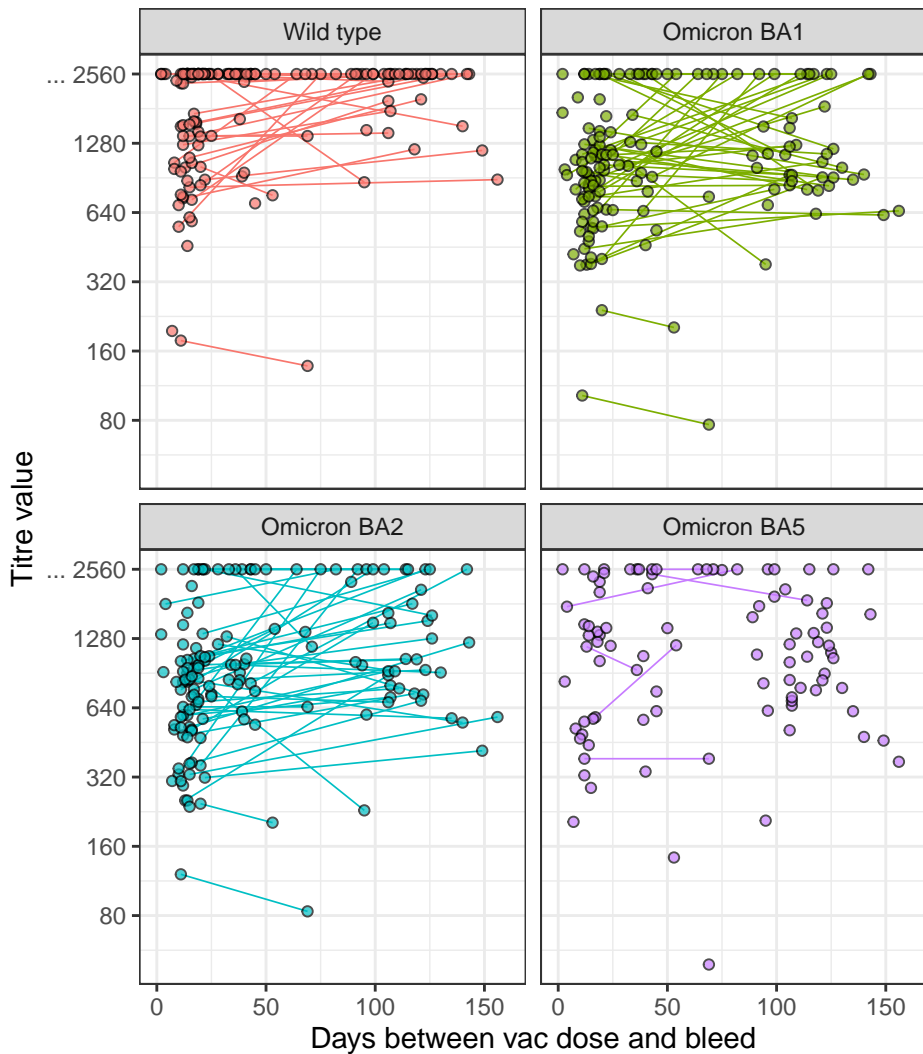 Wild type
Omicron BA1
... 2560
1280
640
320
160
80
Titre value
Omicron BA2
Omicron BA5
... 2560
1280
640
320
160
80
0 50 100 150
0 50 100 150
Days between vac dose and bleed